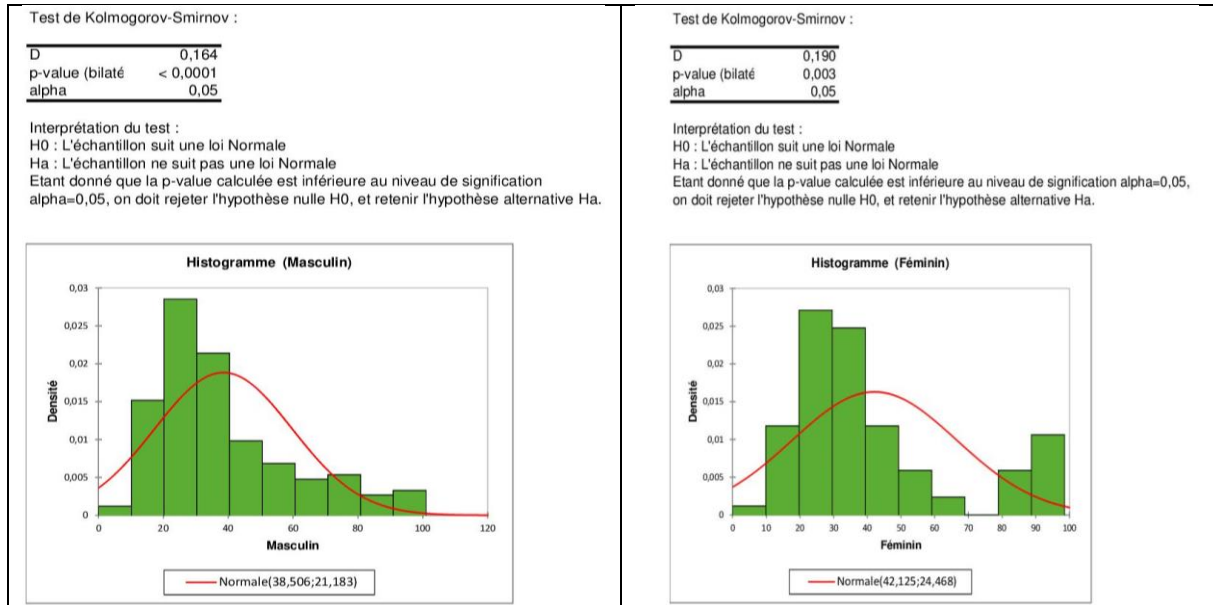 Test de Kolmogorov-Smirnov :
D 0,164
p-value (bilaté < 0,0001
alpha 0,05
Interprétation du test :
H0 : L'échantillon suit une loi Normale
Ha : L'échantillon ne suit pas une loi Normale
Etant donné que la p-value calculée est inférieure au niveau de signification
alpha=0,05, on doit rejeter l'hypothèse nulle H0, et retenir l'hypothèse alternative Ha.
Histogramme (Masculin)
0,03
0,025
0,02
0,015
0,01
0,005
0
Densité
0 20 40 60 80 100 120
Masculin
Normale(38,506;21,183)
Test de Kolmogorov-Smirnov :
D 0,190
p-value (bilaté 0,003
alpha 0,05
Interprétation du test :
H0 : L'échantillon suit une loi Normale
Ha : L'échantillon ne suit pas une loi Normale
Etant donné que la p-value calculée est inférieure au niveau de signification alpha=0,05,
on doit rejeter l'hypothèse nulle H0, et retenir l'hypothèse alternative Ha.
Histogramme (Féminin)
0,03
0,025
0,02
0,015
0,01
0,005
0
Densité
0 10 20 30 40 50 60 70 80 90 100
Féminin
Normale(42,125;24,468)